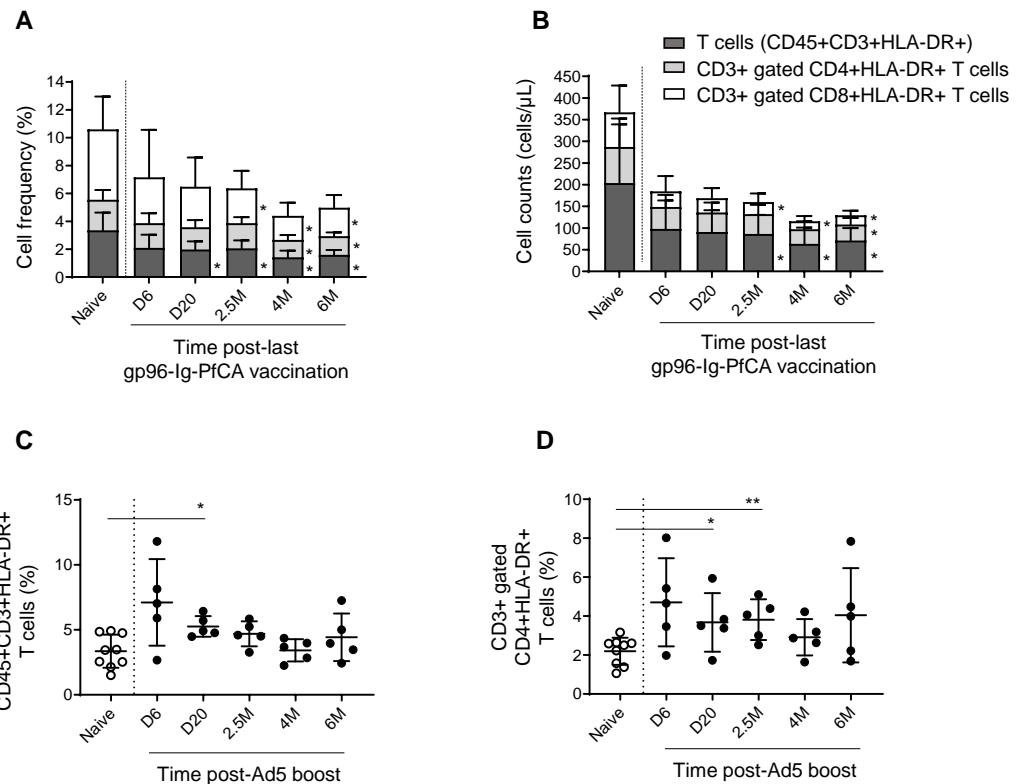 A
Cell frequency (%)
14
12
10
8
6
4
2
0
*
*
*
*
*
*
*
*
*
Naive
D6
D20
2.5M
4M
6M
Time post-last
gp96-Ig-PfCA vaccination
B
T cells (CD45+CD3+HLA-DR+)
CD3+ gated CD4+HLA-DR+ T cells
CD3+ gated CD8+HLA-DR+ T cells
Cell counts (cells/µL)
450
400
350
300
250
200
150
100
50
0
*
*
*
*
*
*
*
Naive
D6
D20
2.5M
4M
6M
Time post-last
gp96-Ig-PfCA vaccination
C
CD45+CD3+HLA-DR+
T cells (%)
15
10
5
0
*
Naive
D6
D20
2.5M
4M
6M
Time post-Ad5 boost
D
CD3+ gated
CD4+HLA-DR+
T cells (%)
10
8
6
4
2
0
**
*
Naive
D6
D20
2.5M
4M
6M
Time post-Ad5 boost